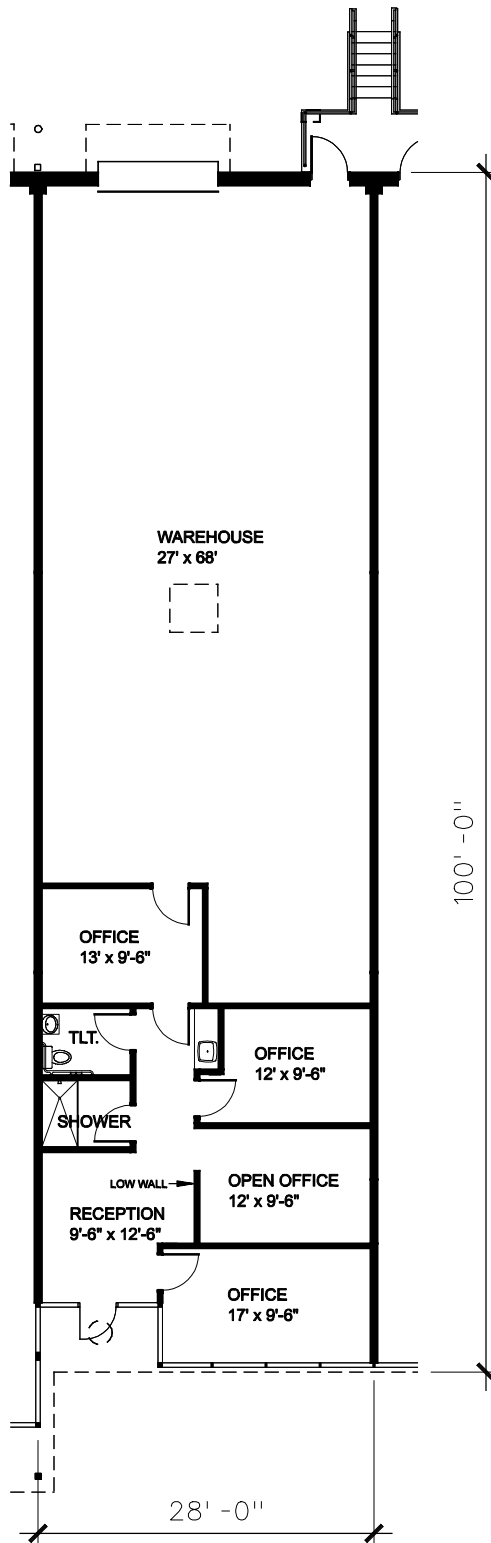 WAREHOUSE
27' x 68'
100' -0"
OFFICE
13' x 9'-6"
TLT.
OFFICE
12' x 9'-6"
SHOWER
LOW WALL
OPEN OFFICE
12' x 9'-6"
RECEPTION
9'-6" x 12'-6"
OFFICE
17' x 9'-6"
28' -0"